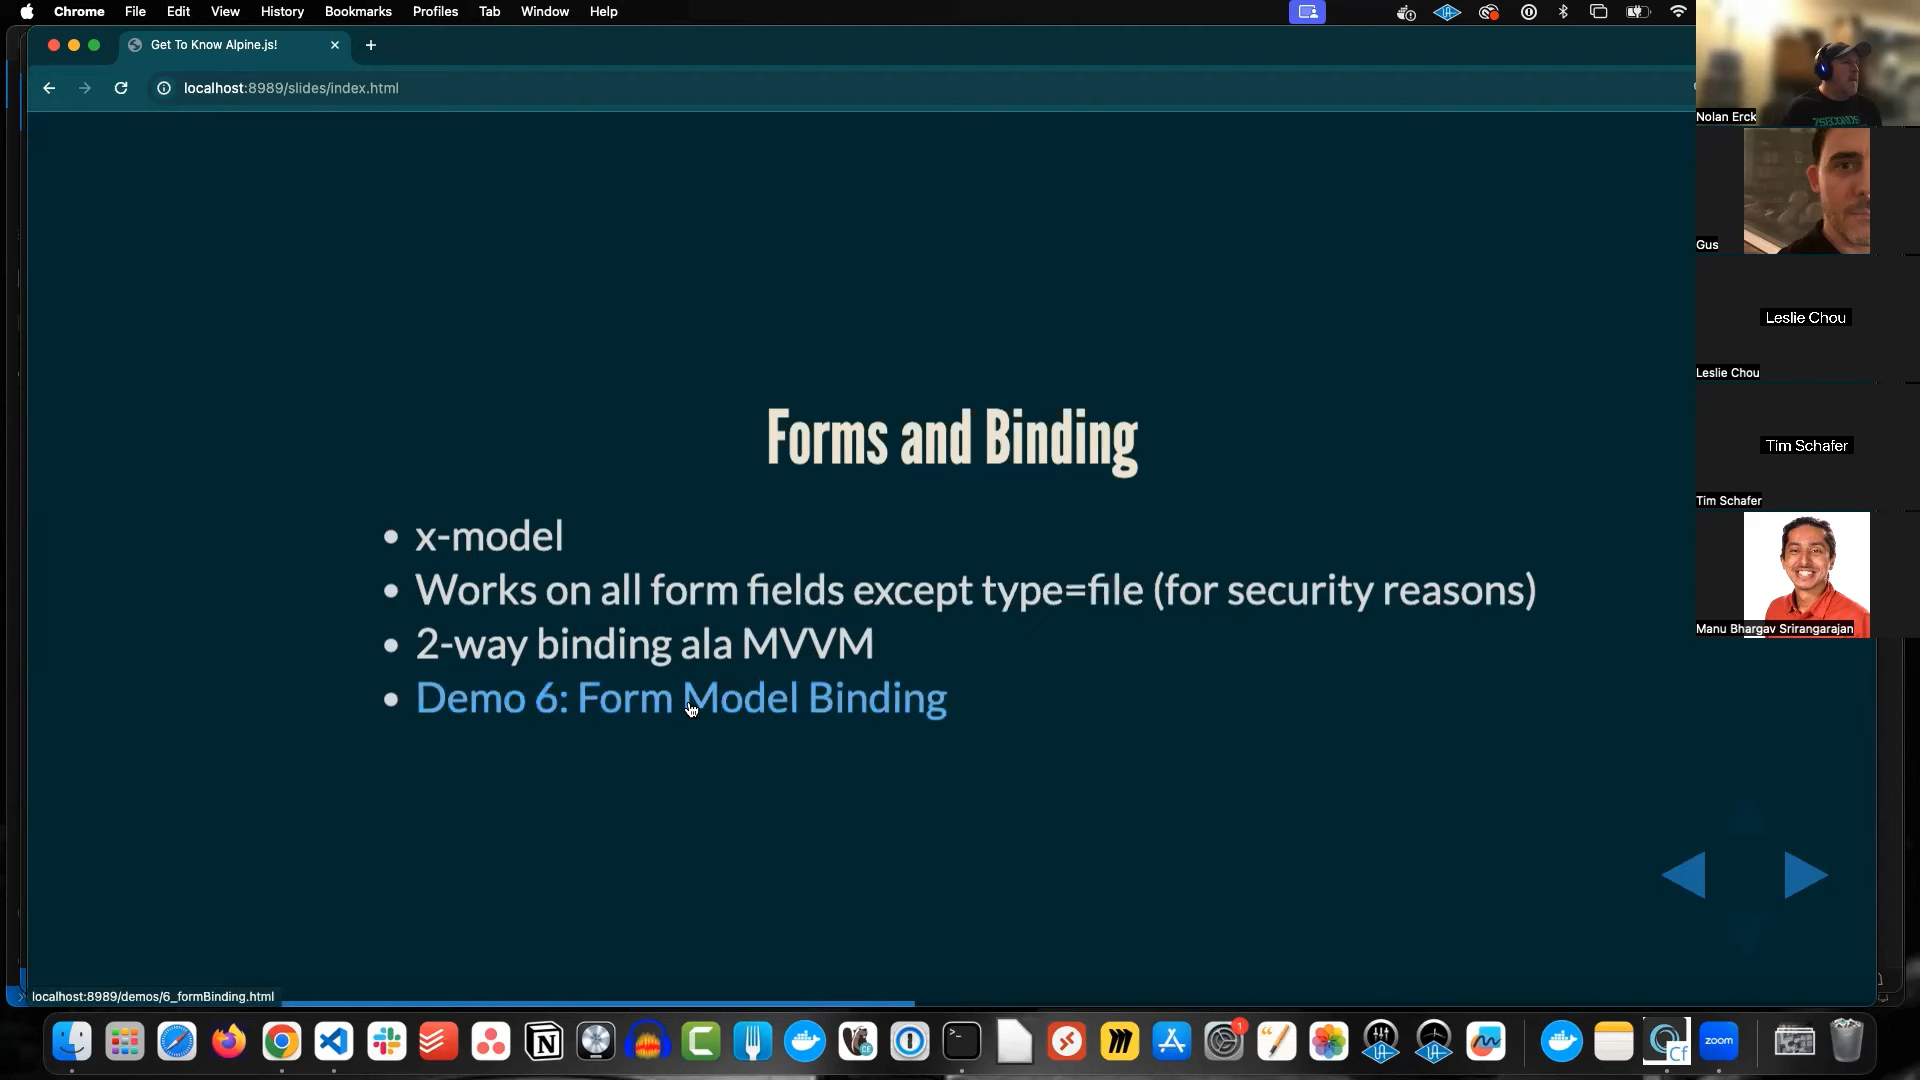 Chrome File Edit View History Bookmarks Profiles Tab Window Help
Get To Know Alpine.js!
localhost:8989/slides/index.html
Nolan Erck
7SECONDS
Gus
Leslie Chou
Leslie Chou
Tim Schafer
Tim Schafer
Manu Bhargav Srirangarajan
Forms and Binding
• x-model
• Works on all form fields except type=file (for security reasons)
• 2-way binding ala MVVM
• Demo 6: Form Model Binding
localhost:8989/demos/6_formBinding.html
1
Cf
zoom